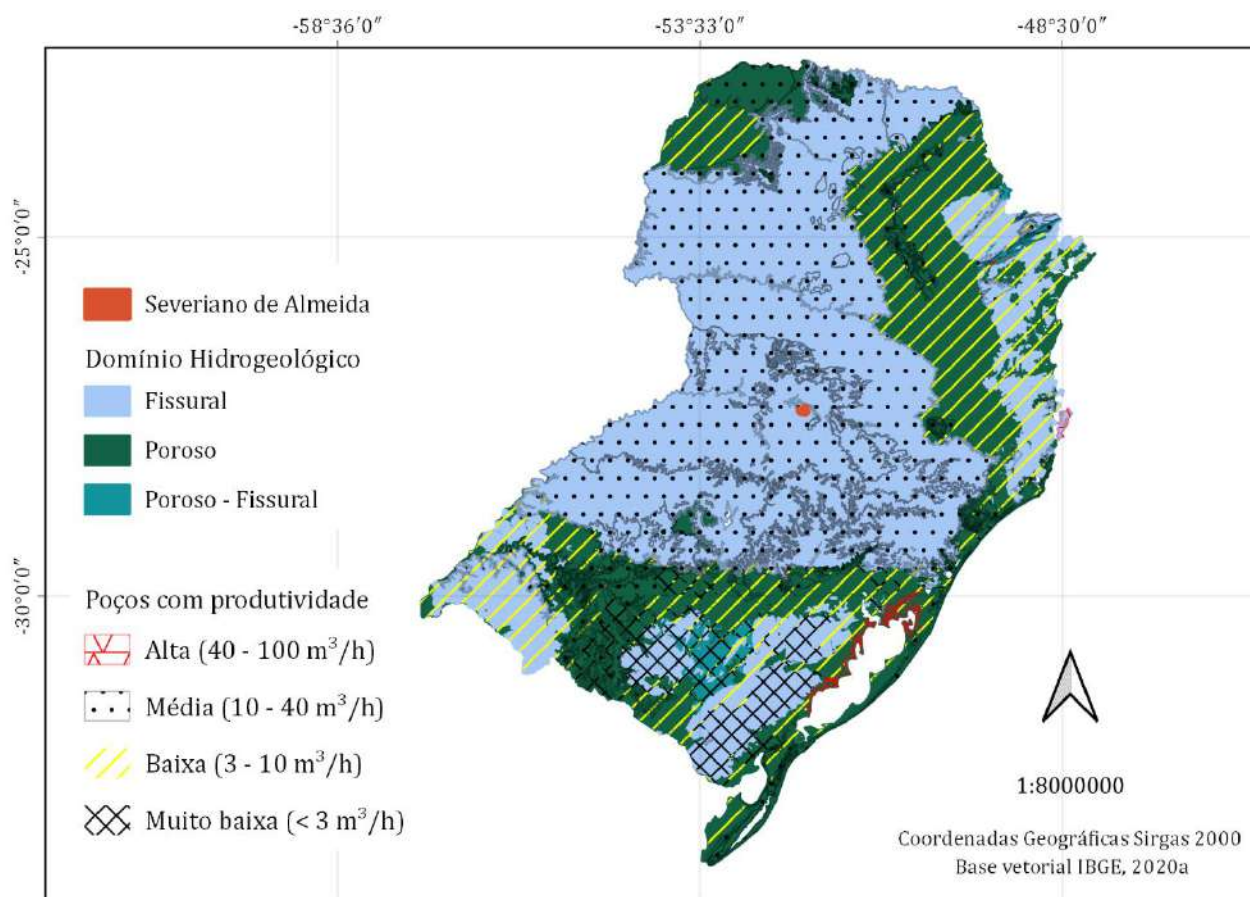 -58°36′0″
-53°33′0″
-48°30′0″
-25°0′0″
Severiano de Almeida
Domínio Hidrogeológico
Fissural
Poroso
Poroso - Fissural
-30°0′0″
Poços com produtividade
Alta (40 - 100 m³/h)
Média (10 - 40 m³/h)
Baixa (3 - 10 m³/h)
Muito baixa (< 3 m³/h)
1:8000000
Coordenadas Geográficas Sirgas 2000
Base vetorial IBGE, 2020a